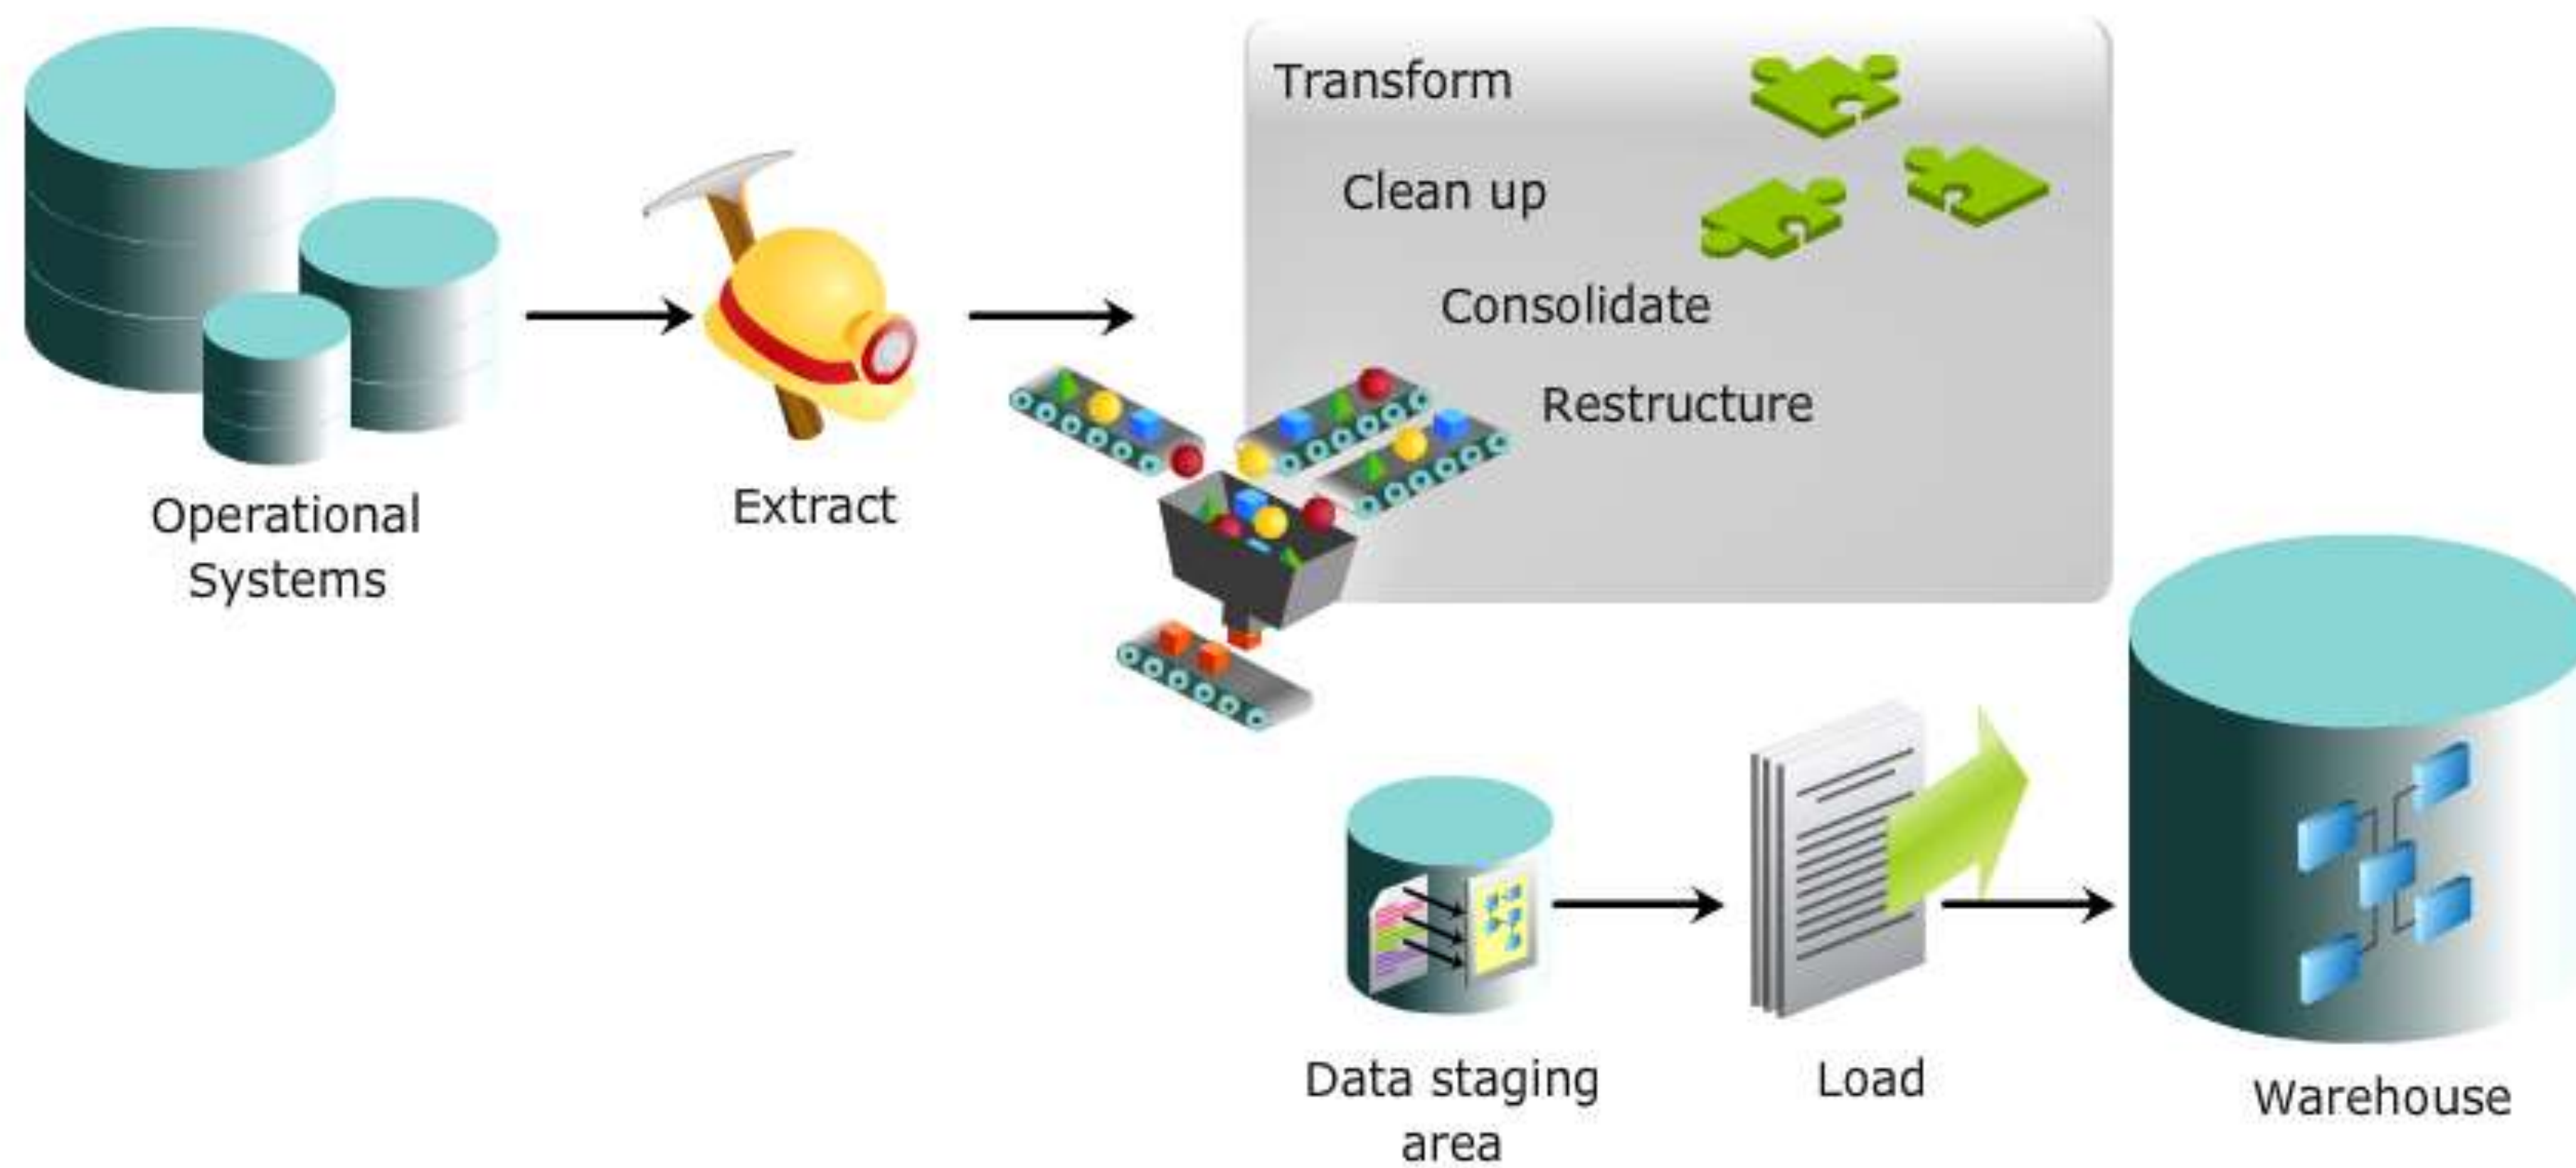 Operational
Systems
Extract
Transform
Clean up
Consolidate
Restructure
Data staging
area
Load
Warehouse